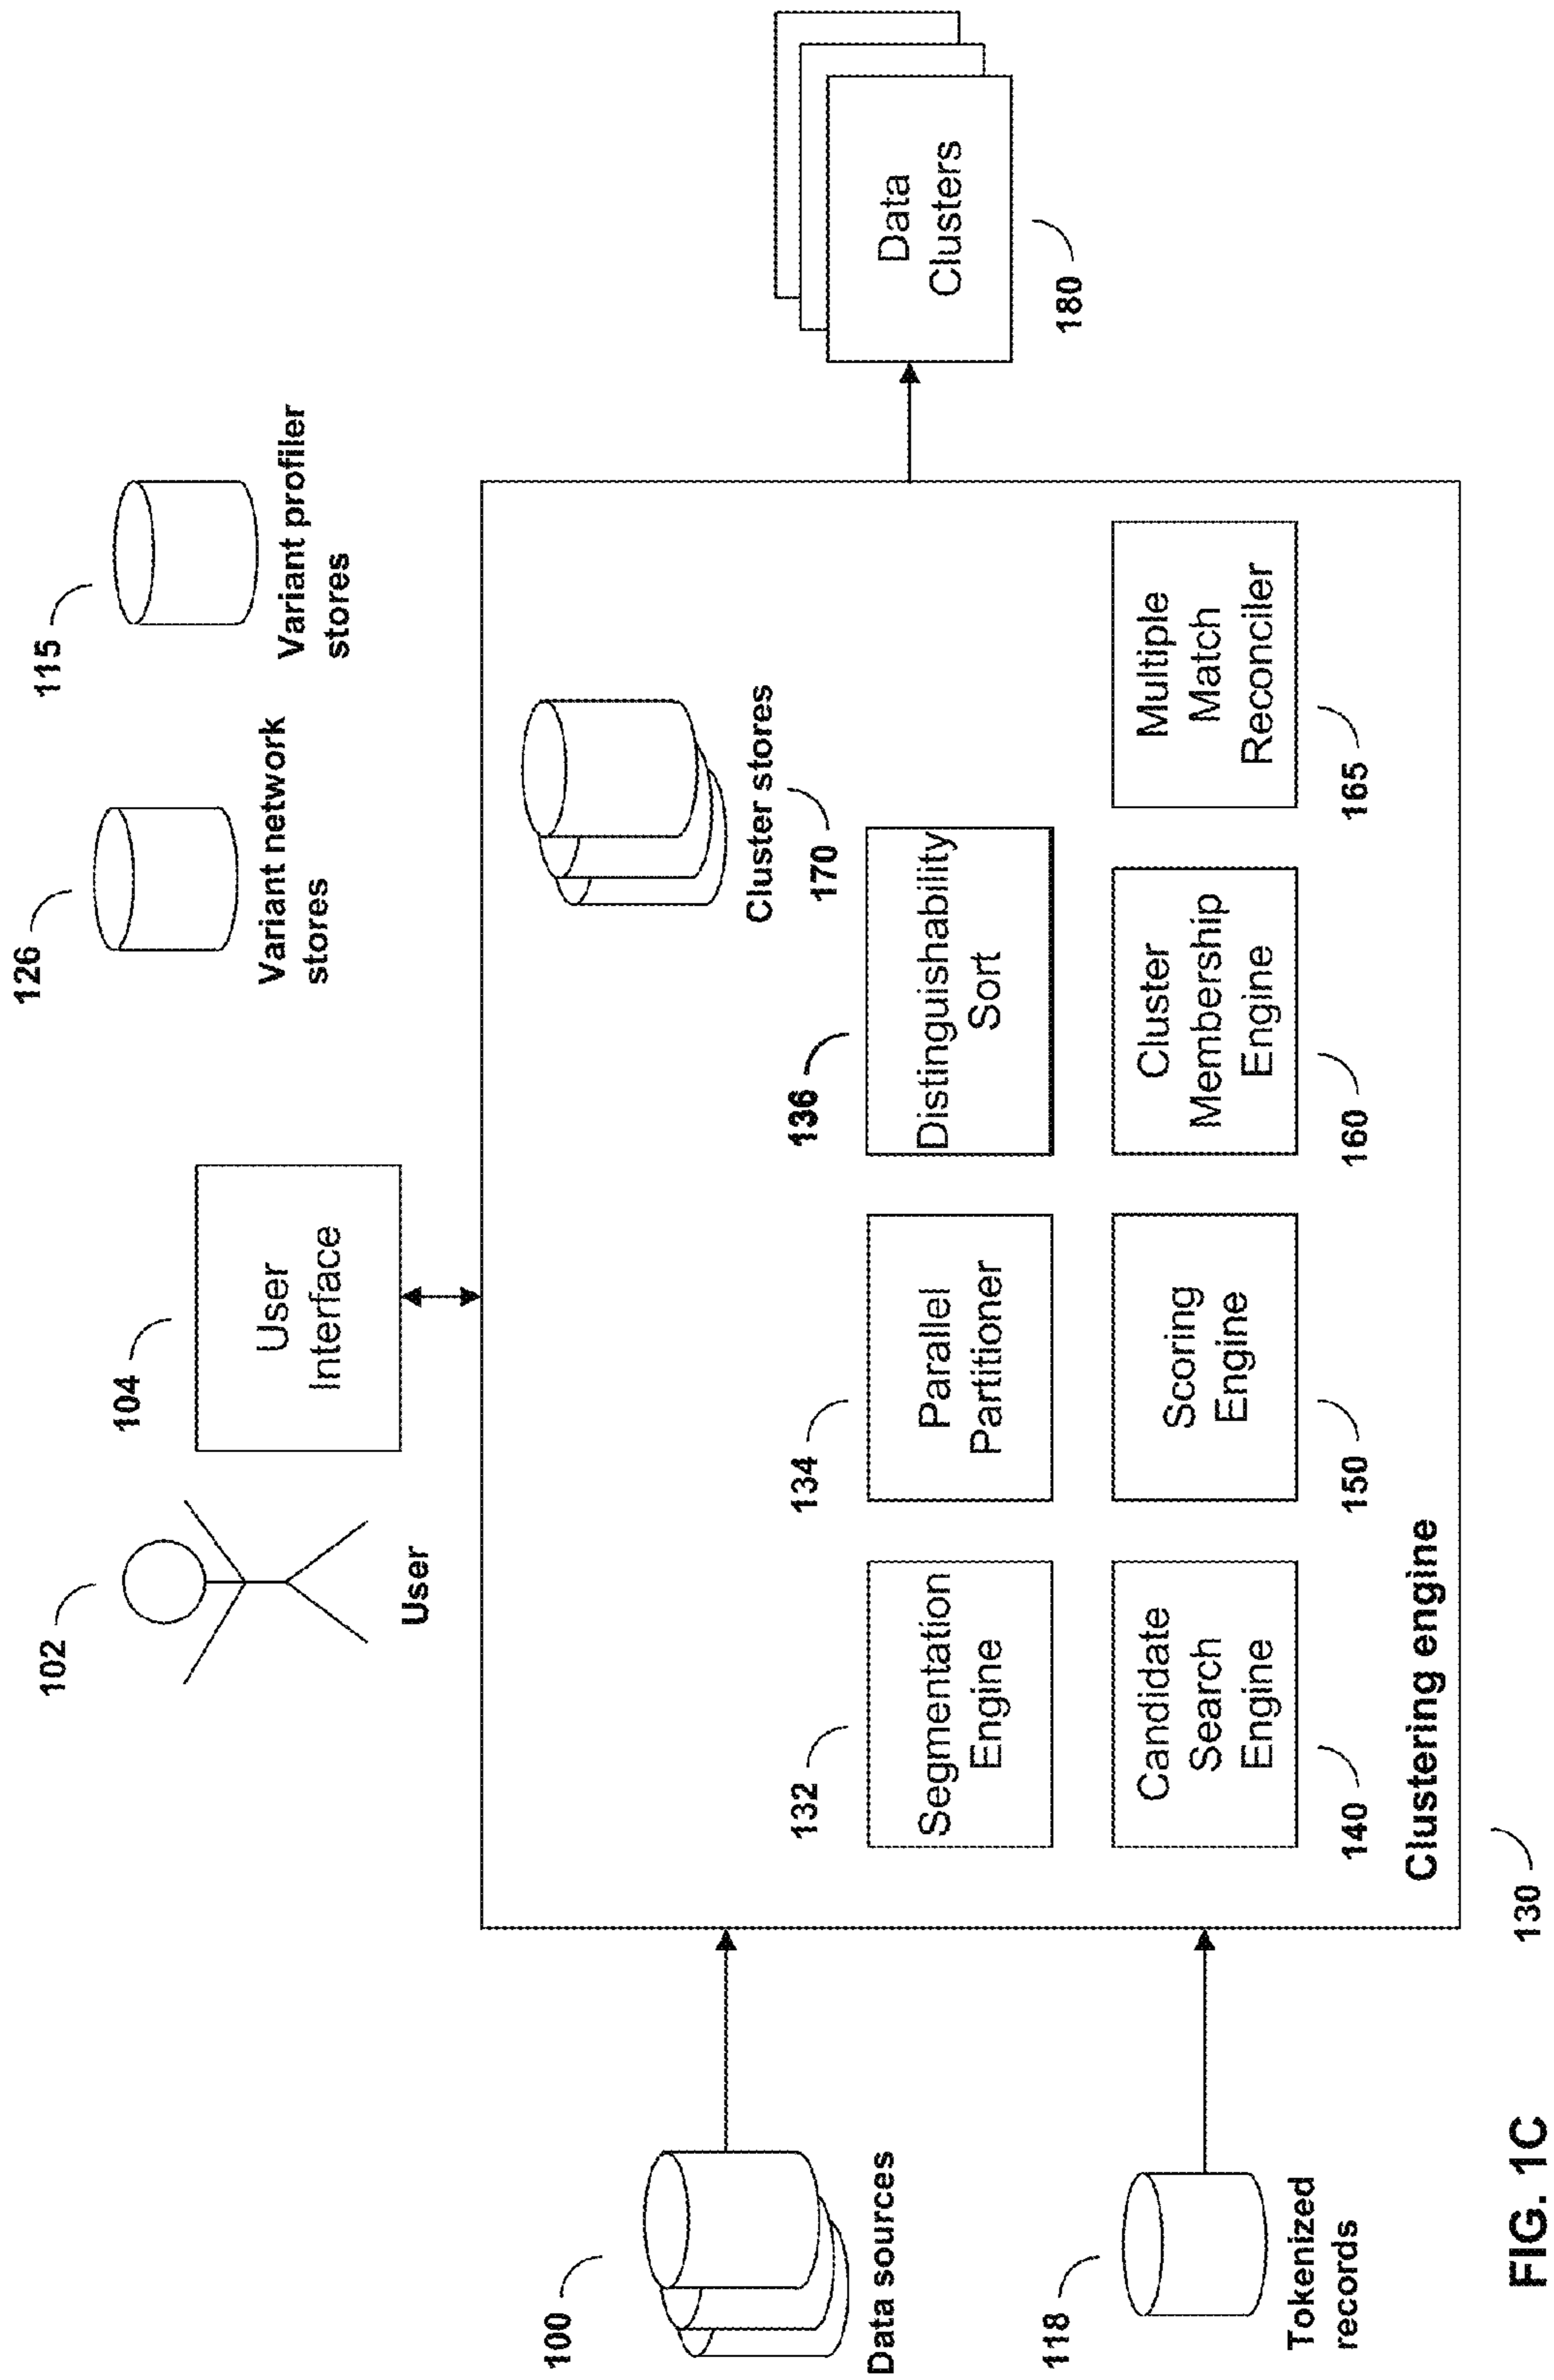 102
User
104
User
Interface
126
Variant network
stores
115
Variant profiler
stores
100
Data sources
118
Tokenized
records
Cluster stores
170
132
Segmentation
Engine
134
Parallel
Partitioner
136
Distinguishability
Sort
Candidate
Search
Engine
140
Scoring
Engine
150
Cluster
Membership
Engine
160
Multiple
Match
Reconciler
165
Clustering engine
130
Data
Clusters
180
FIG. 1C